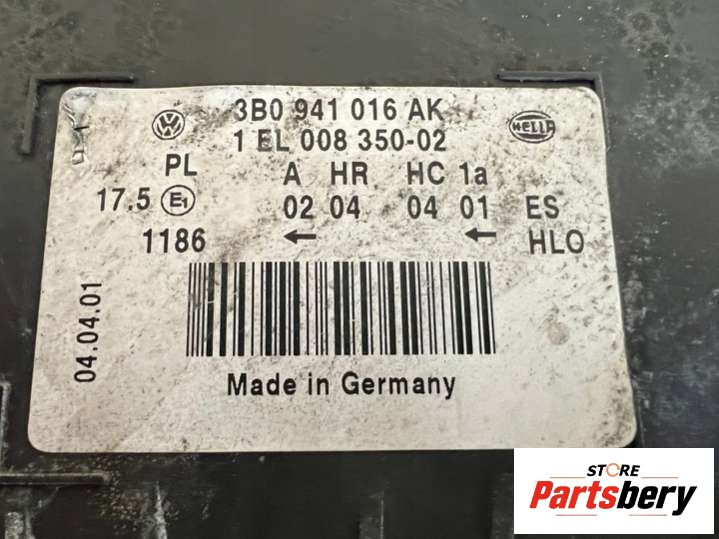 3B0 941 016 AK
1 EL 008 350-02
HELLA
PL A HR HC 1a
17.5 E1 02 04 04 01 ES
1186 ← ← HLO
04.04.01
Made in Germany
STORE
Partsbery